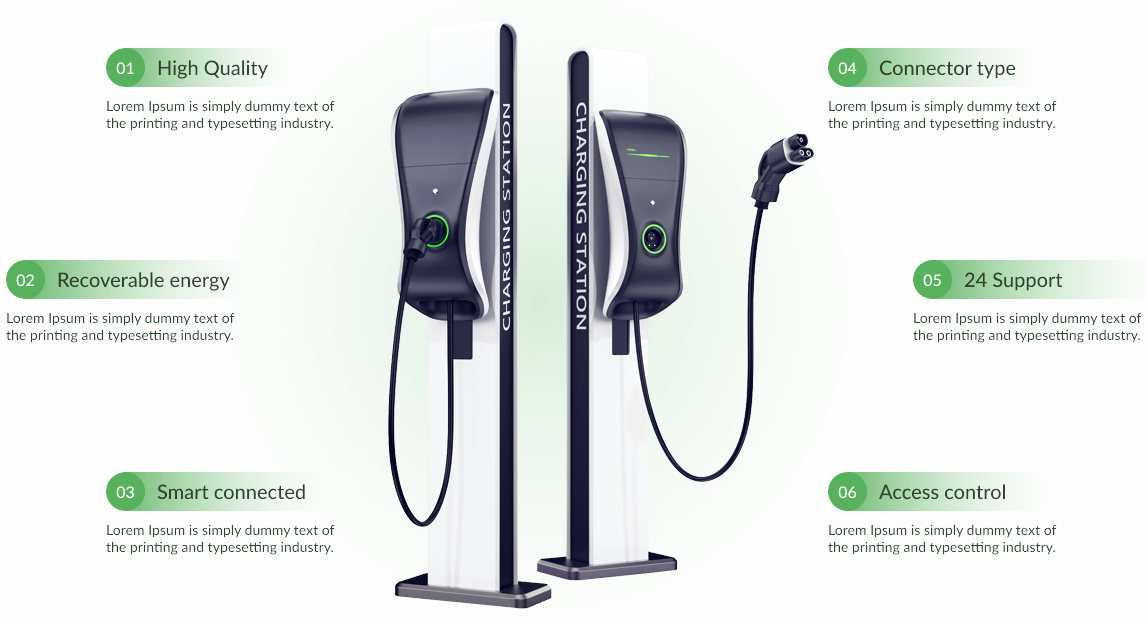 01 High Quality
Lorem Ipsum is simply dummy text of
the printing and typesetting industry.
02 Recoverable energy
Lorem Ipsum is simply dummy text of
the printing and typesetting industry.
03 Smart connected
Lorem Ipsum is simply dummy text of
the printing and typesetting industry.
CHARGING STATION
CHARGING STATION
04 Connector type
Lorem Ipsum is simply dummy text of
the printing and typesetting industry.
05 24 Support
Lorem Ipsum is simply dummy text of
the printing and typesetting industry.
06 Access control
Lorem Ipsum is simply dummy text of
the printing and typesetting industry.